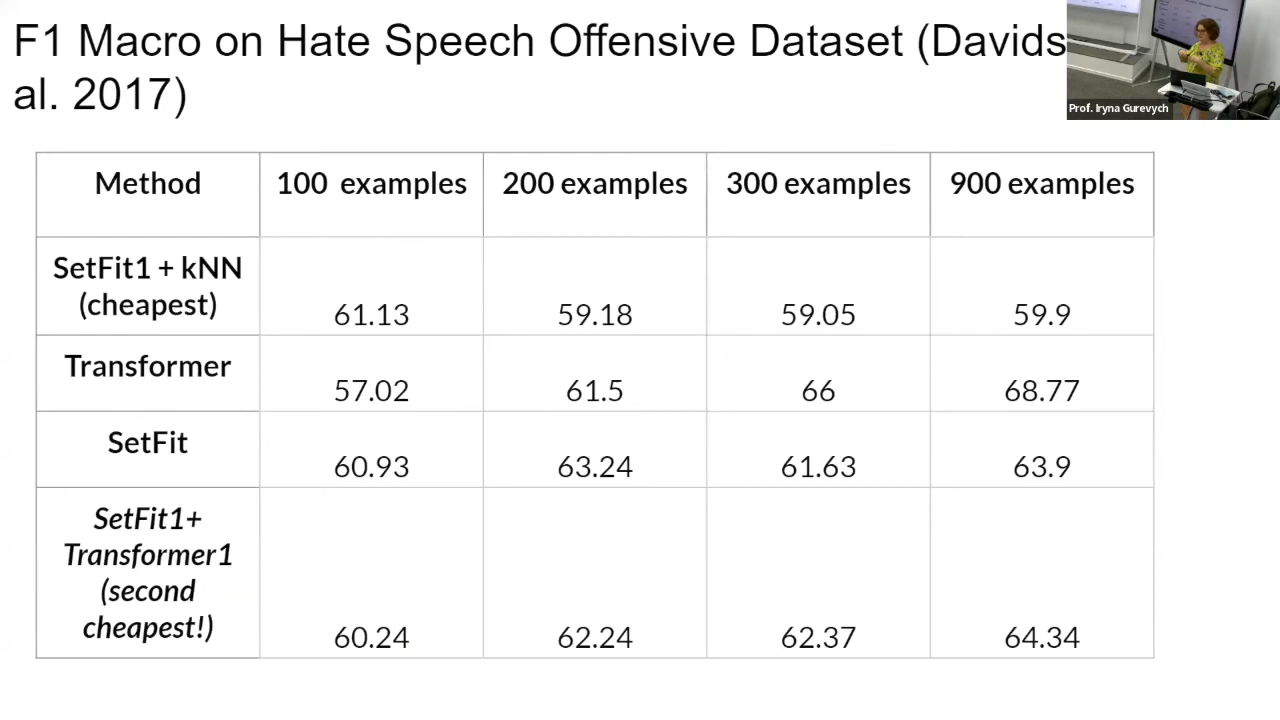 F1 Macro on Hate Speech Offensive Dataset (Davids
al. 2017)
Prof. Iryna Gurevych
Method 100 examples 200 examples 300 examples 900 examples
SetFit1 + kNN
(cheapest)
61.13 59.18 59.05 59.9
Transformer
57.02 61.5 66 68.77
SetFit
60.93 63.24 61.63 63.9
SetFit1+
Transformer1
(second
cheapest!)
60.24 62.24 62.37 64.34